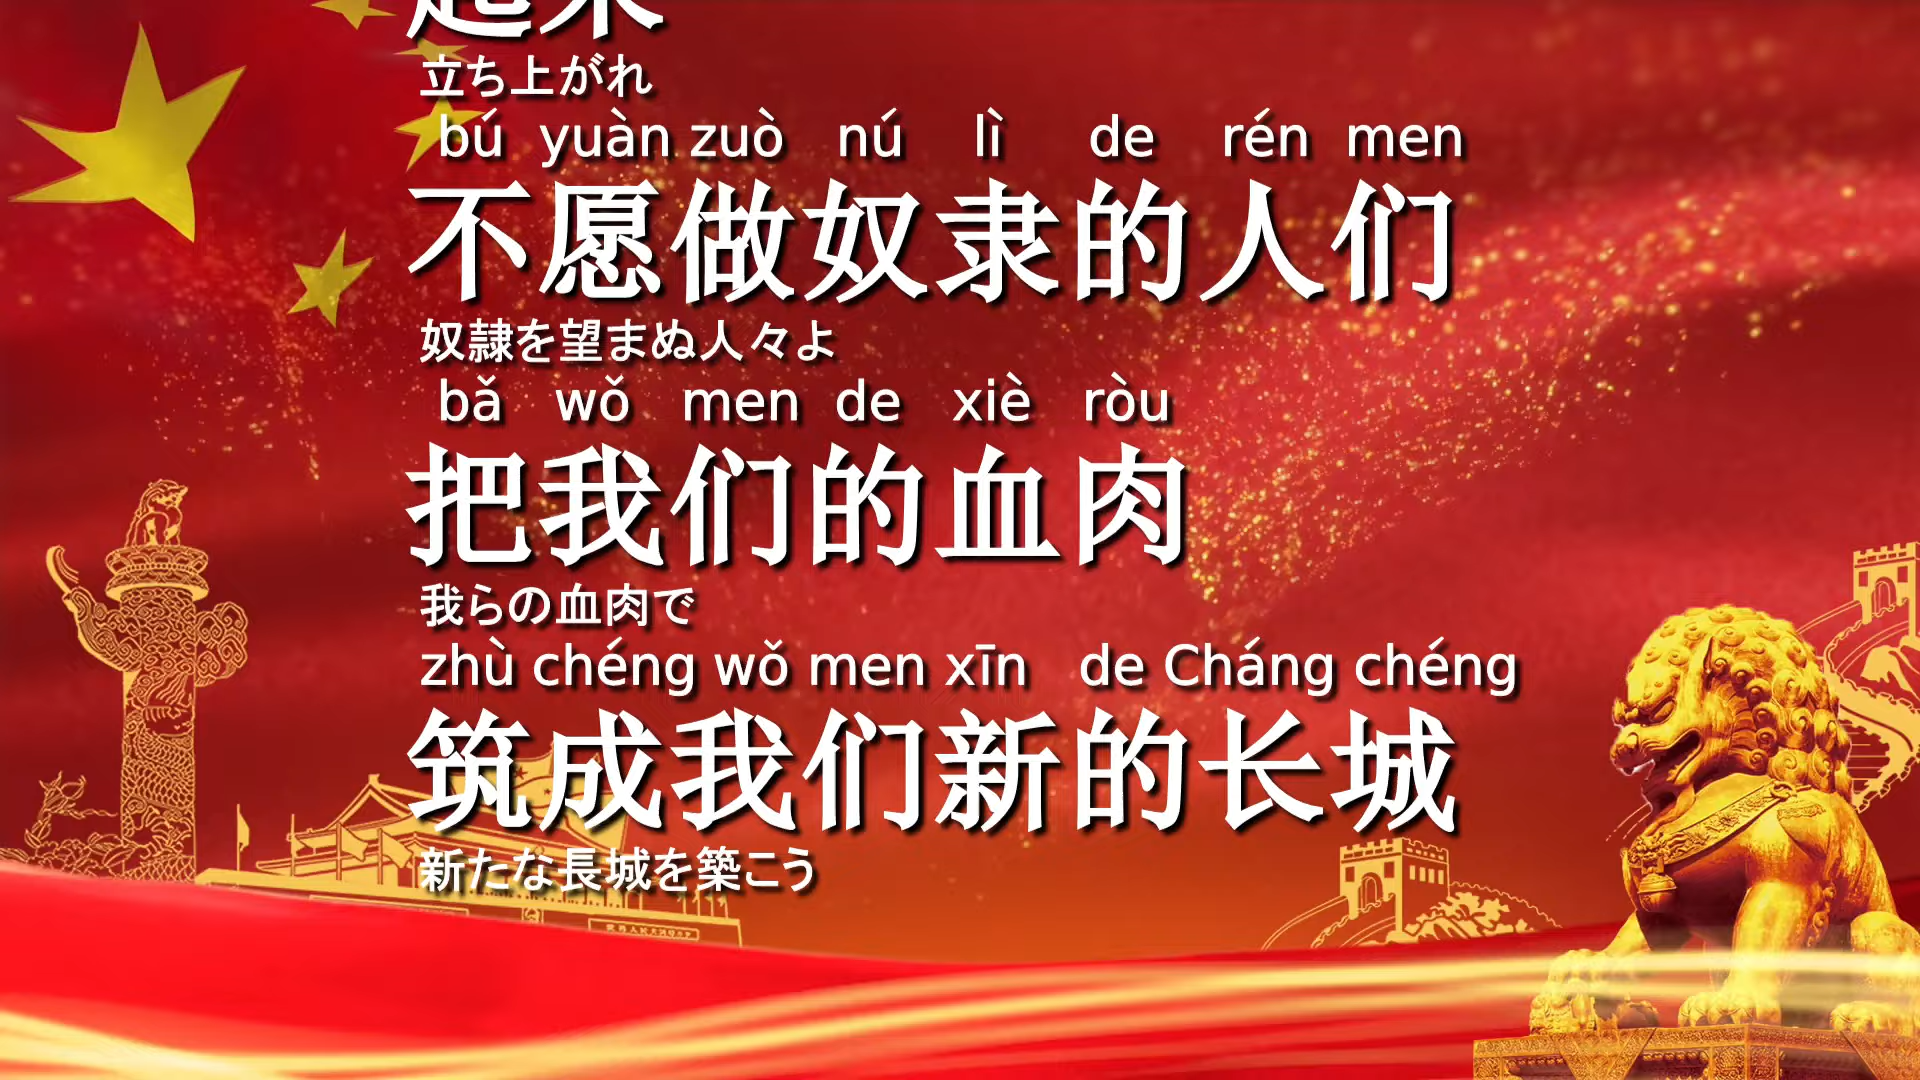 起来
立ち上がれ
bú yuàn zuò nú lì de rén men
不愿做奴隶的人们
奴隷を望まぬ人々よ
bǎ wǒ men de xiè ròu
把我们的血肉
我らの血肉で
zhù chéng wǒ men xīn de Cháng chéng
筑成我们新的长城
新たな長城を築こう